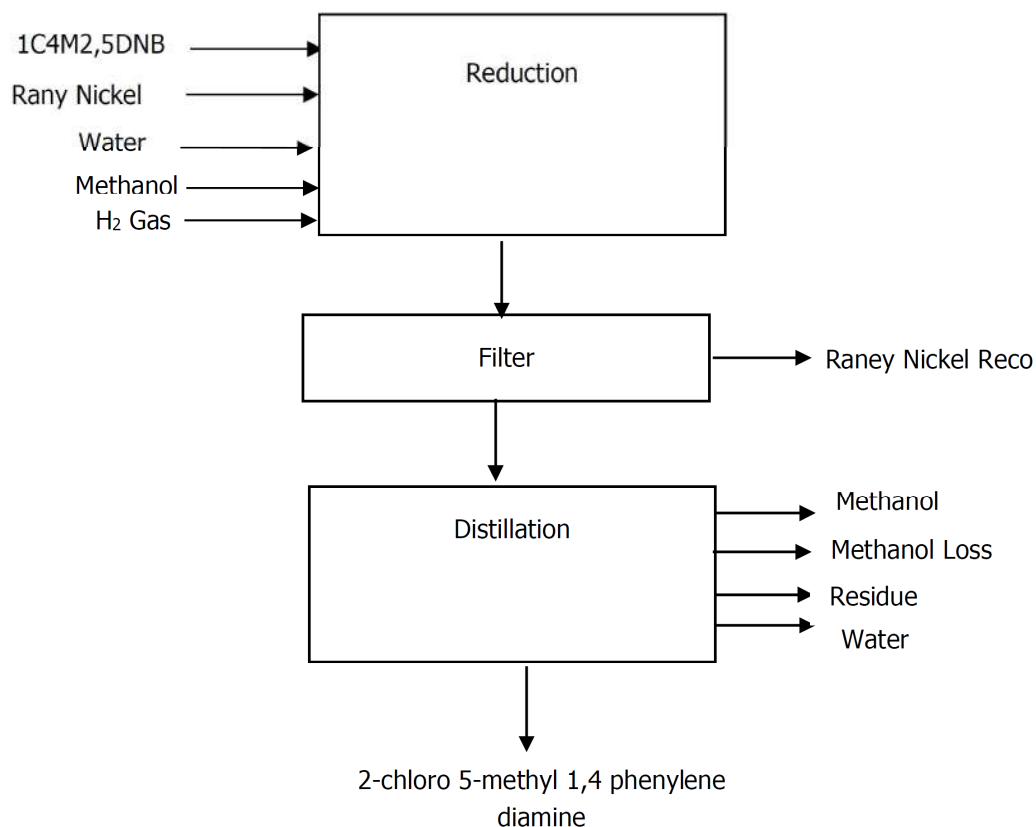 1C4M2,5DNB
Rany Nickel
Water
Methanol
H₂ Gas
Reduction
Filter
Raney Nickel Reco
Distillation
Methanol
Methanol Loss
Residue
Water
2-chloro 5-methyl 1,4 phenylene
diamine